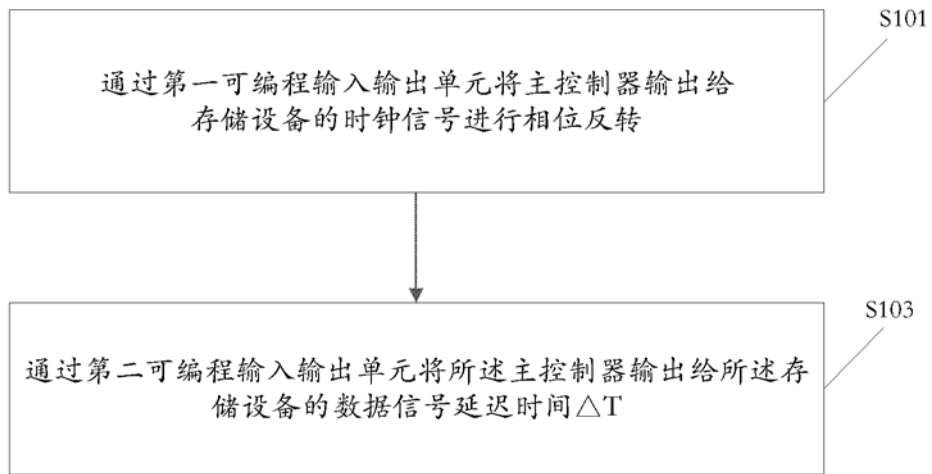 S101
通过第一可编程输入输出单元将主控制器输出给
存储设备的时钟信号进行相位反转
S103
通过第二可编程输入输出单元将所述主控制器输出给所述存
储设备的数据信号延迟时间△T